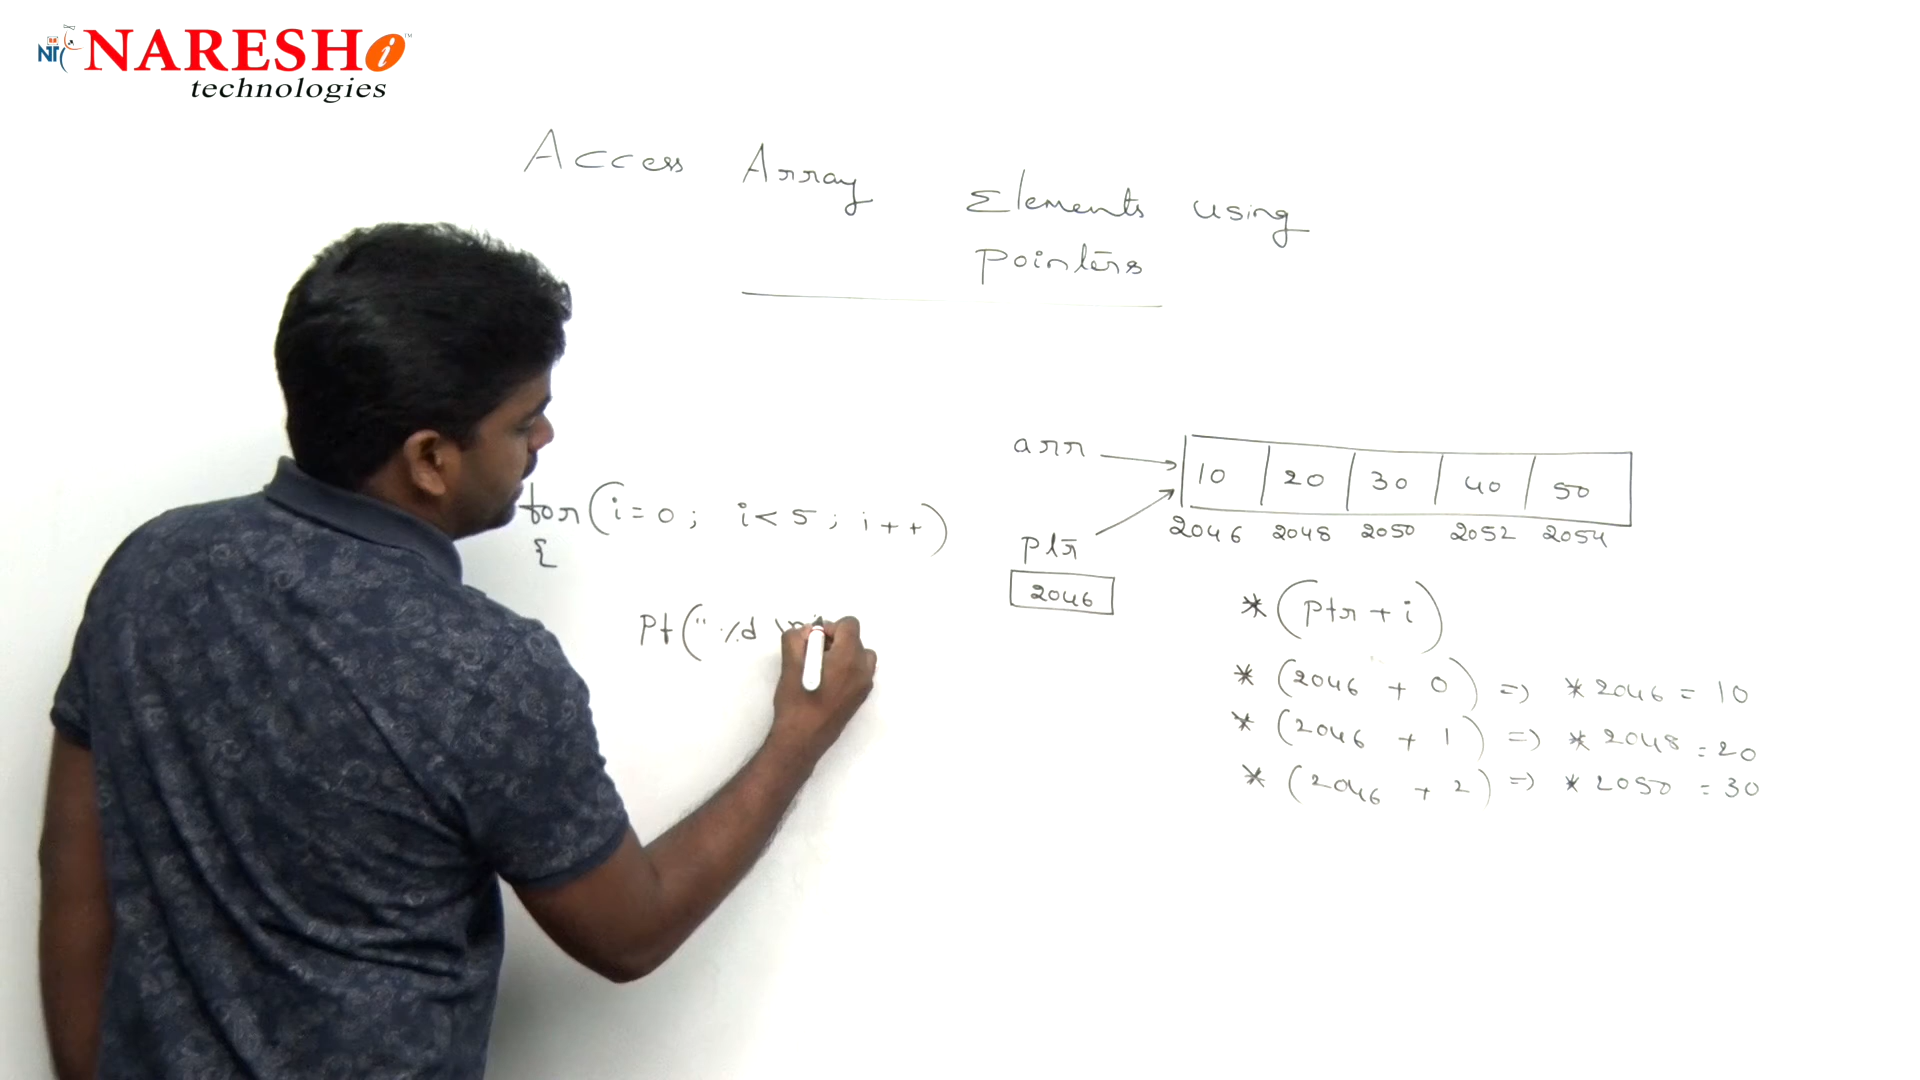 NARESH i ™
technologies
Access Array Elements using
pointers
for(i=0; i<5; i++)
{
Pf("%d \n"
arr
10 20 30 40 50
2046 2048 2050 2052 2054
ptr
2046
*(ptr + i)
*(2046 + 0) => *2046 = 10
*(2046 + 1) => *2048 = 20
*(2046 + 2) => *2050 = 30